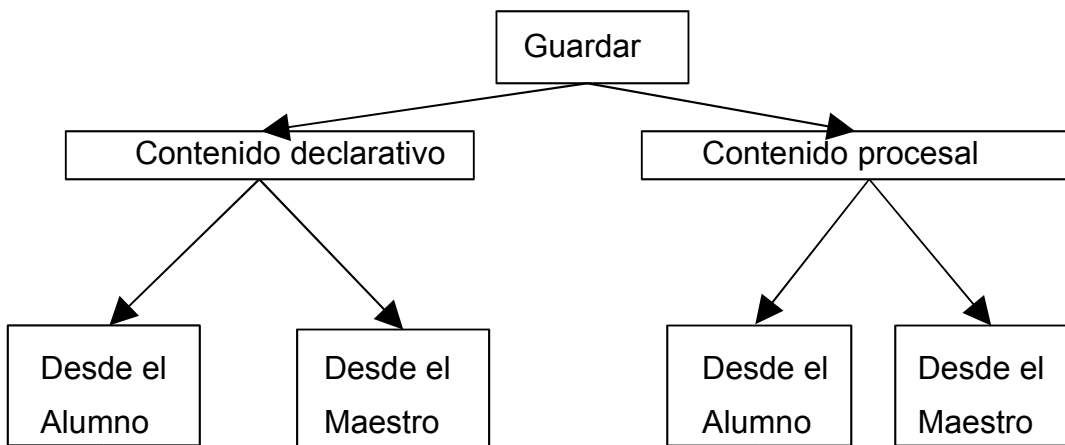 Guardar
Contenido declarativo
Contenido procesal
Desde el
Alumno
Desde el
Maestro
Desde el
Alumno
Desde el
Maestro